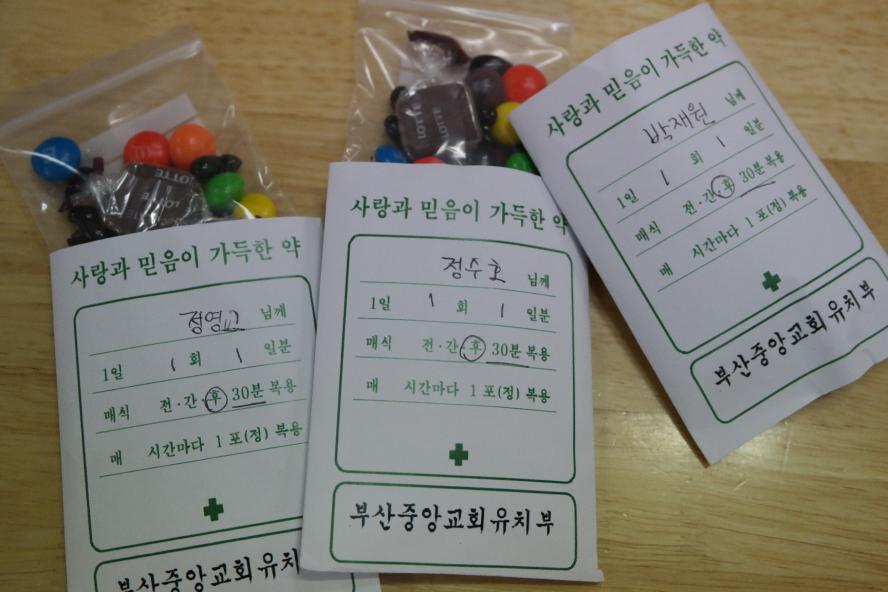 LOTTE
LOTTE
LOTTE
사랑과 믿음이 가득한 약
정영교 님께
1일 1 회 1 일분
매식 전·간·후 30분 복용
매 시간마다 1 포(정) 복용
부산중앙교회유치
사랑과 믿음이 가득한 약
정수호 님께
1일 1 회 1 일분
매식 전·간·후 30분 복용
매 시간마다 1 포(정) 복용
부산중앙교회유치부
사랑과 믿음이 가득한 약
박재원 님께
1일 1 회 1 일분
매식 전·간·후 30분 복용
매 시간마다 1 포(정) 복용
부산중앙교회유치부